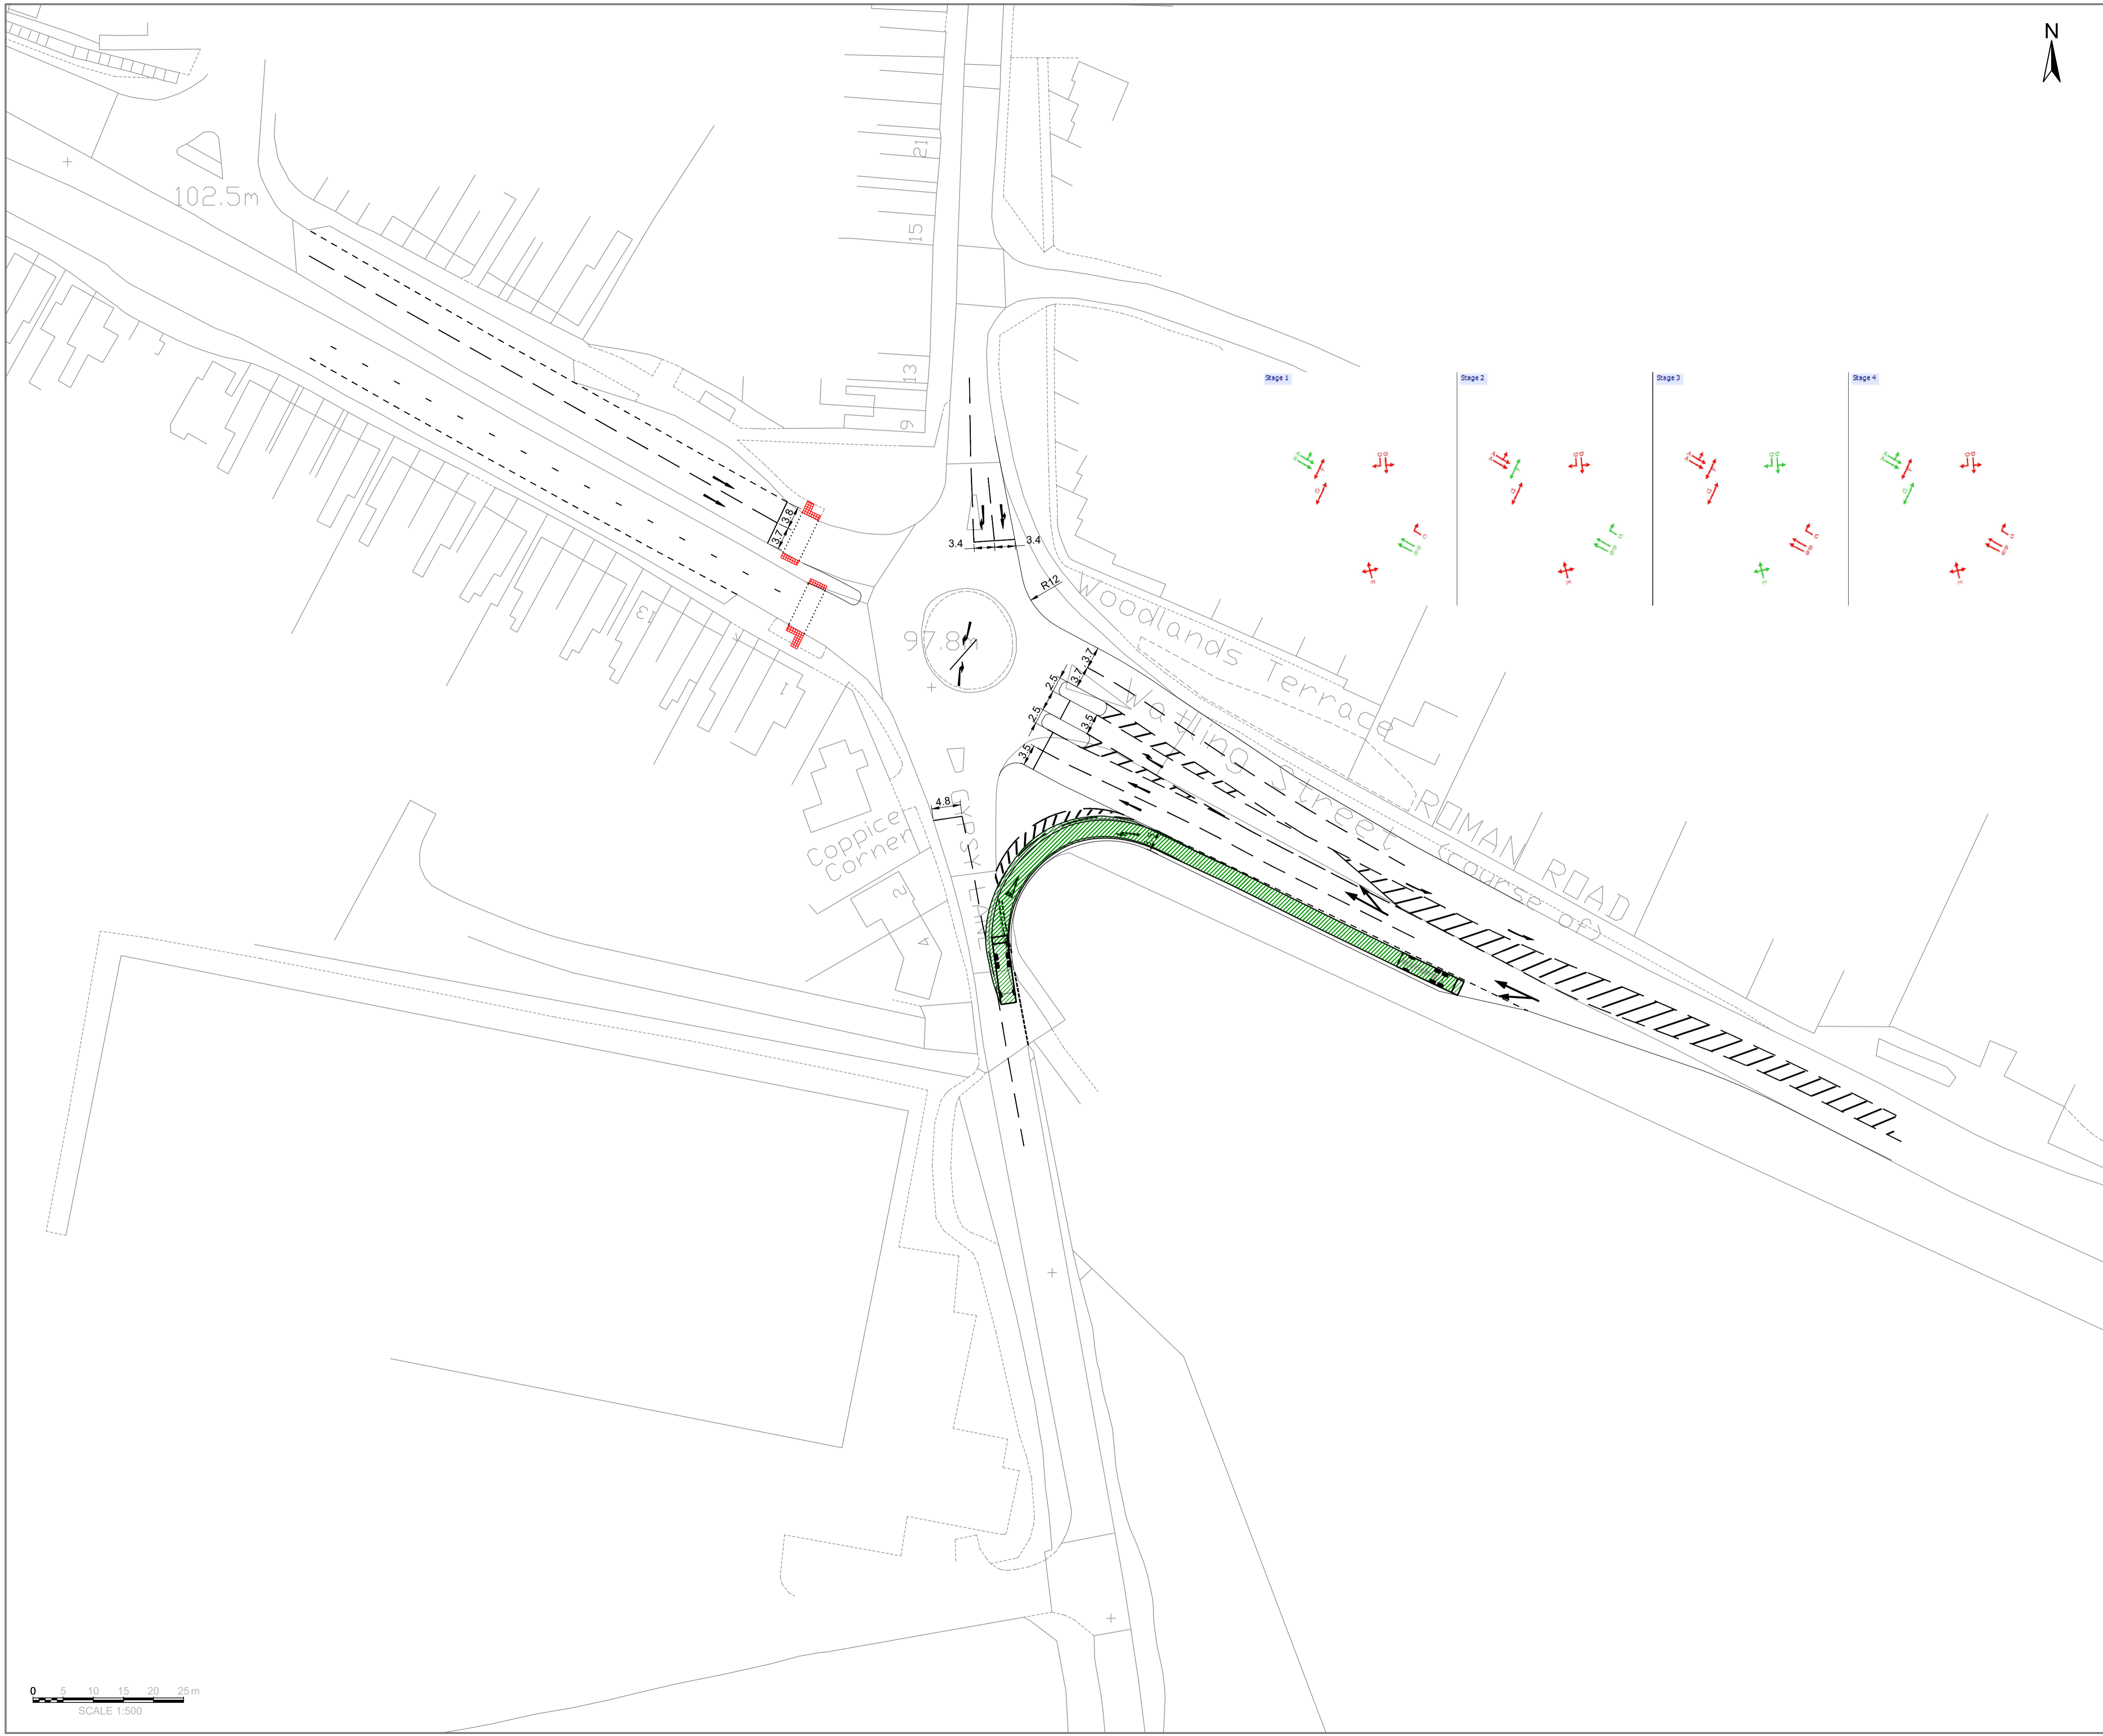 N
102.5m
21
15
13
9
Stage 1
Stage 2
Stage 3
Stage 4
3.8
3.7
3.4
3.4
R12
Woodlands Terrace
97.8m
13
1
3.7
3.7
2.5
2.5
3.5
3.5
Watling Street (course of)
ROMAN ROAD
4.8
Coppice
Corner
2
4
0 5 10 15 20 25m
SCALE 1:500